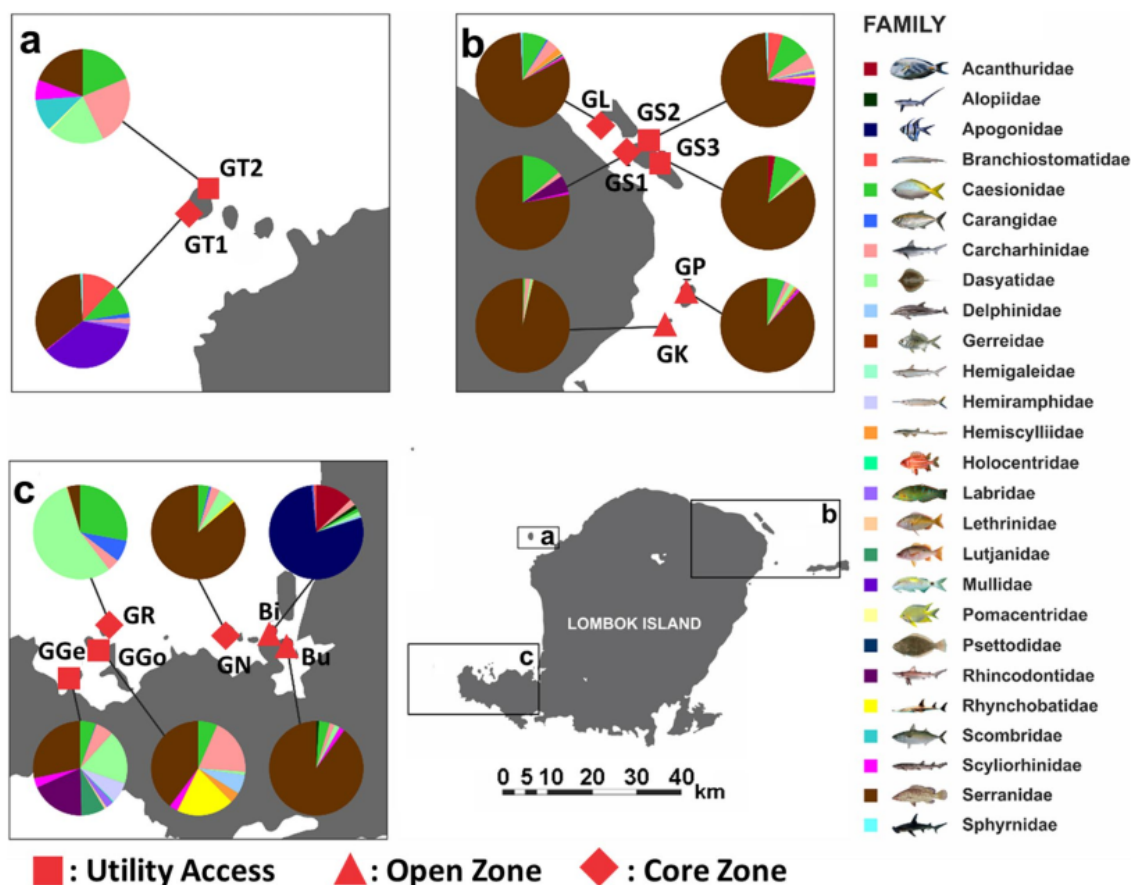 a
GT2
GT1
b
GL
GS2
GS3
GS1
GP
GK
c
GR
GGe
GGo
GN
Bi
Bu
a
b
LOMBOK ISLAND
c
0 5 10 20 30 40
km
FAMILY
Acanthuridae
Alopiidae
Apogonidae
Branchiostomatidae
Caesionidae
Carangidae
Carcharhinidae
Dasyatidae
Delphinidae
Gerreidae
Hemigaleidae
Hemiramphidae
Hemiscylliidae
Holocentridae
Labridae
Lethrinidae
Lutjanidae
Mullidae
Pomacentridae
Psettodidae
Rhincodontidae
Rhynchobatidae
Scombridae
Scyliorhinidae
Serranidae
Sphyrnidae
: Utility Access : Open Zone : Core Zone